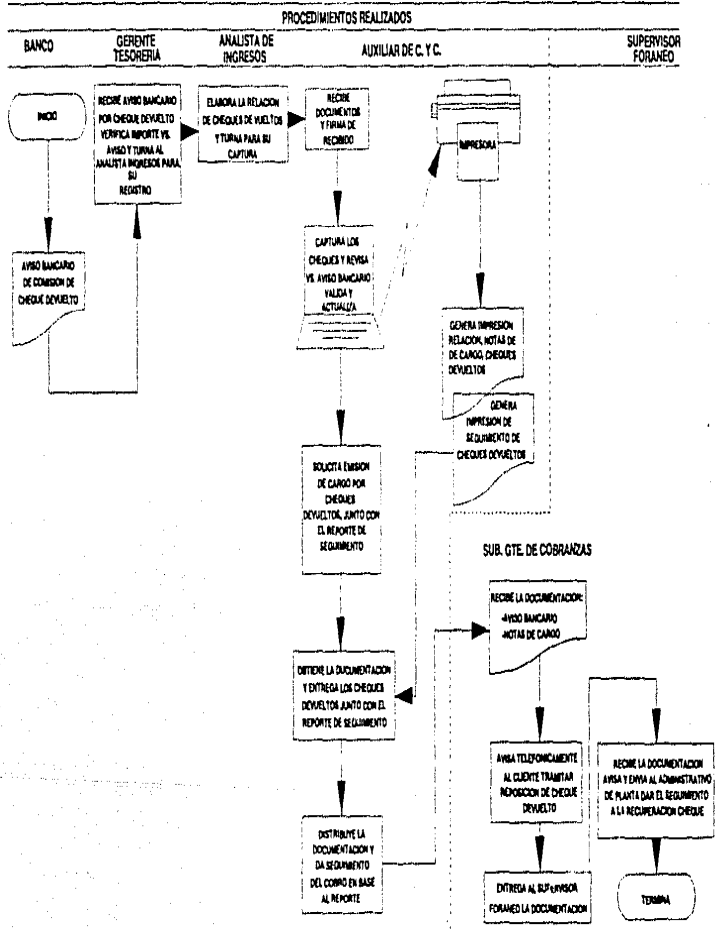 PROCEDIMIENTOS REALIZADOS
BANCO
GERENTE
TESORERIA
ANALISTA DE
INGRESOS
AUXILIAR DE C. Y C.
SUPERVISOR
FORANEO
INICIO
AVISO BANCARIO
DE COMISION DE
CHEQUE DEVUELTO
RECIBE AVISO BANCARIO
POR CHEQUE DEVUELTO
VERIFICA IMPORTE VS.
AVISO Y TURNA AL
ANALISTA INGRESOS PARA
SU
REGISTRO
ELABORA LA RELACION
DE CHEQUES DE VUELTOS
Y TURNA PARA SU
CAPTURA
RECIBE
DOCUMENTOS
Y FIRMA DE
RECIBIDO
IMPRESORA
CAPTURA LOS
CHEQUES Y REVISA
VS. AVISO BANCARIO
VALIDA Y
ACTUALIZA
GENERA IMPRESION
RELACION, NOTAS DE
DE CARGO, CHEQUES
DEVUELTOS
GENERA
IMPRESION DE
SEGUIMIENTO DE
CHEQUES DEVUELTOS
SOLICITA EMISION
DE CARGO POR
CHEQUES
DEVUELTOS, JUNTO CON
EL REPORTE DE
SEGUIMIENTO
SUB. GTE. DE COBRANZAS
RECIBE LA DOCUMENTACION:
-AVISO BANCARIO
-NOTAS DE CARGO
OBTIENE LA DOCUMENTACION
Y ENTREGA LOS CHEQUES
DEVUELTOS JUNTO CON EL
REPORTE DE SEGUIMIENTO
AVISA TELEFONICAMENTE
AL CLIENTE TRAMITAR
REPOSICION DE CHEQUE
DEVUELTO
RECIBE LA DOCUMENTACION
AVISA Y ENVIA AL ADMINISTRATIVO
DE PLANTA DAR EL SEGUIMIENTO
A LA RECUPERACION CHEQUE
DISTRIBUYE LA
DOCUMENTACION Y
DA SEGUIMIENTO
DEL COBRO EN BASE
AL REPORTE
ENTREGA AL SUPERVISOR
FORANEO LA DOCUMENTACION
TERMINA